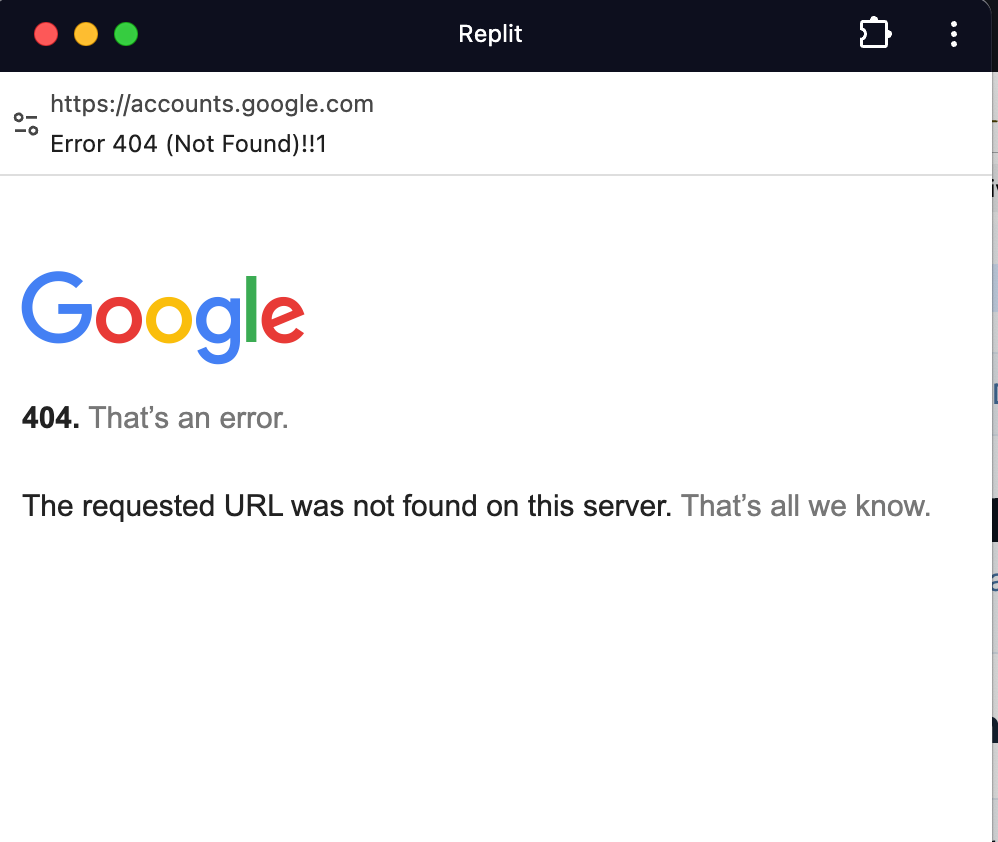 Replit
https://accounts.google.com
Error 404 (Not Found)!!1
Google
404. That's an error.
The requested URL was not found on this server. That's all we know.